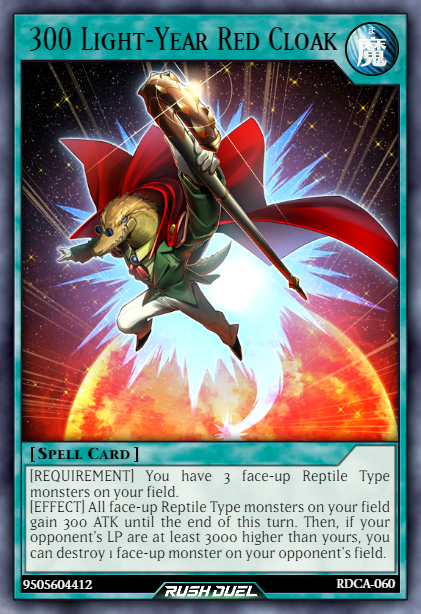 300 Light-Year Red Cloak
ま
魔
[Spell Card]
[REQUIREMENT] You have 3 face-up Reptile Type
monsters on your field.
[EFFECT] All face-up Reptile Type monsters on your field
gain 300 ATK until the end of this turn. Then, if your
opponent's LP are at least 3000 higher than yours, you
can destroy 1 face-up monster on your opponent's field.
9505604412
RUSH DUEL
RDCA-060